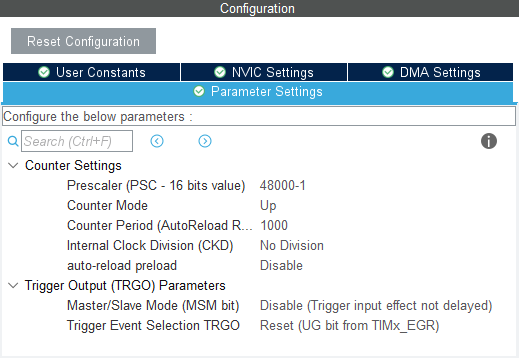 Configuration
Reset Configuration
User Constants
NVIC Settings
DMA Settings
Parameter Settings
Configure the below parameters :
Search (Ctrl+F)
Counter Settings
Prescaler (PSC - 16 bits value) 48000-1
Counter Mode Up
Counter Period (AutoReload R... 1000
Internal Clock Division (CKD) No Division
auto-reload preload Disable
Trigger Output (TRGO) Parameters
Master/Slave Mode (MSM bit) Disable (Trigger input effect not delayed)
Trigger Event Selection TRGO Reset (UG bit from TIMx_EGR)